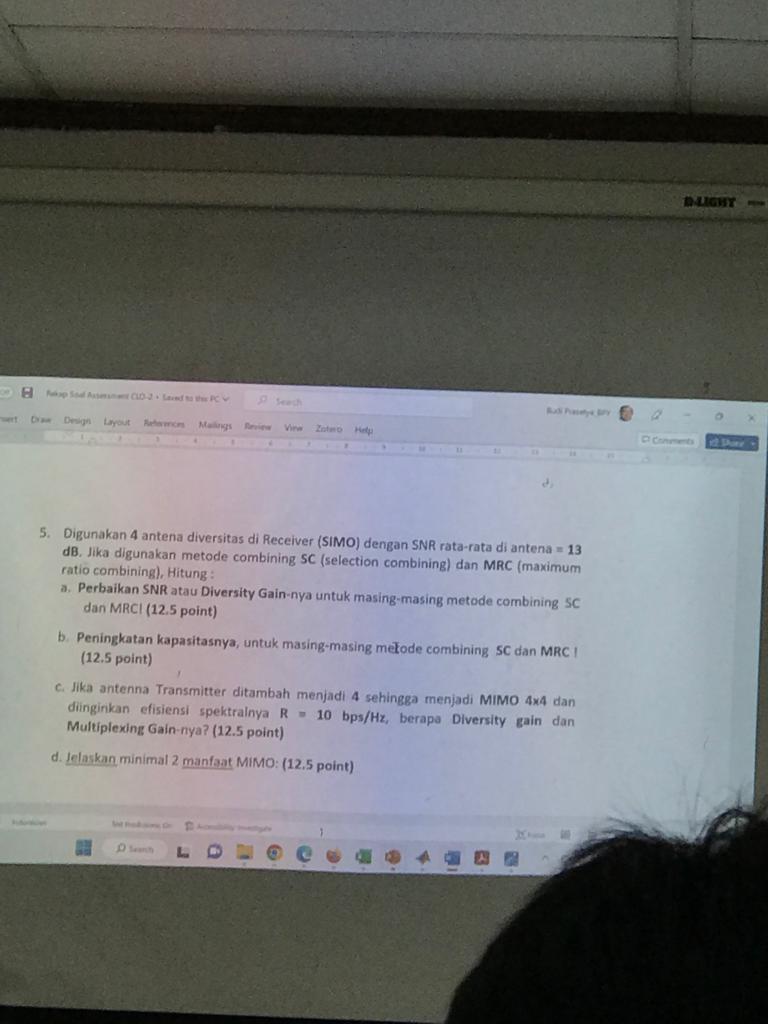 D-LIGHT
Rekap Soal Assessment CLO-2 • Saved to this PC
Search
Budi Prasetya_BPY
Draw Design Layout References Mailings Review View Zotero Help
Comments
Share
5. Digunakan 4 antena diversitas di Receiver (SIMO) dengan SNR rata-rata di antena = 13
dB. Jika digunakan metode combining SC (selection combining) dan MRC (maximum
ratio combining), Hitung :
a. Perbaikan SNR atau Diversity Gain-nya untuk masing-masing metode combining SC
dan MRC! (12.5 point)
b. Peningkatan kapasitasnya, untuk masing-masing metode combining SC dan MRC !
(12.5 point)
c. Jika antenna Transmitter ditambah menjadi 4 sehingga menjadi MIMO 4x4 dan
diinginkan efisiensi spektralnya R = 10 bps/Hz, berapa Diversity gain dan
Multiplexing Gain-nya? (12.5 point)
d. Jelaskan minimal 2 manfaat MIMO: (12.5 point)
Indonesian
Text Predictions: On
Accessibility: Investigate
Focus
Search